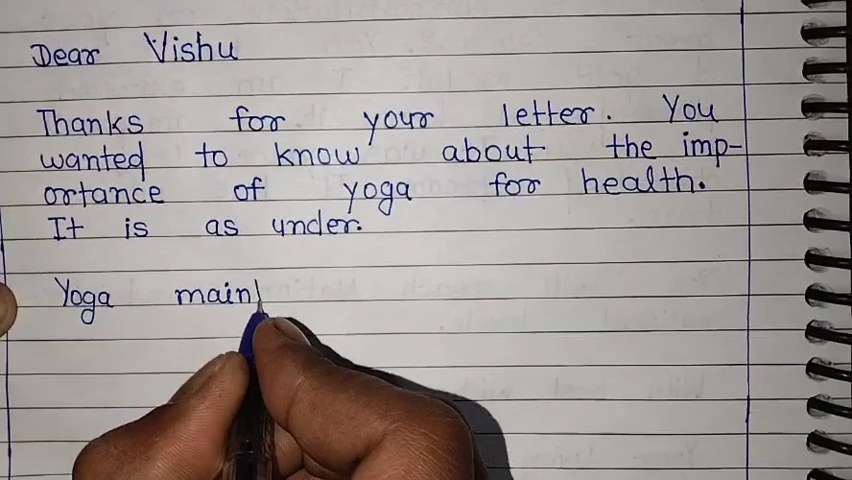 Dear Vishu
Thanks for your letter. You
wanted to know about the imp-
ortance of yoga for health.
It is as under.
Yoga mainl